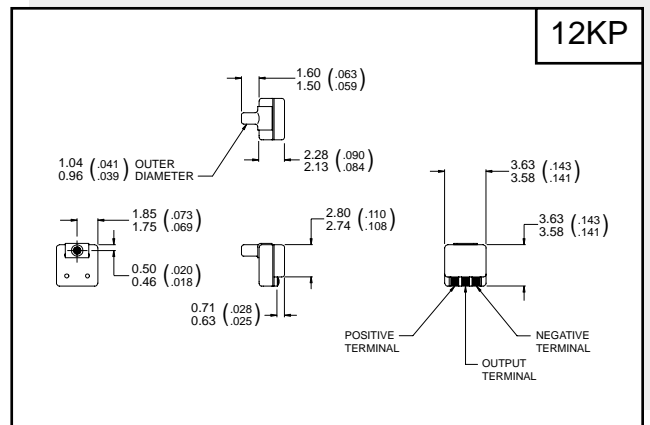 12KP
1.60 (.063)
1.50 (.059)
1.04 (.041) OUTER
0.96 (.039) DIAMETER
2.28 (.090)
2.13 (.084)
3.63 (.143)
3.58 (.141)
1.85 (.073)
1.75 (.069)
2.80 (.110)
2.74 (.108)
3.63 (.143)
3.58 (.141)
0.50 (.020)
0.46 (.018)
0.71 (.028)
0.63 (.025)
POSITIVE
TERMINAL
NEGATIVE
TERMINAL
OUTPUT
TERMINAL